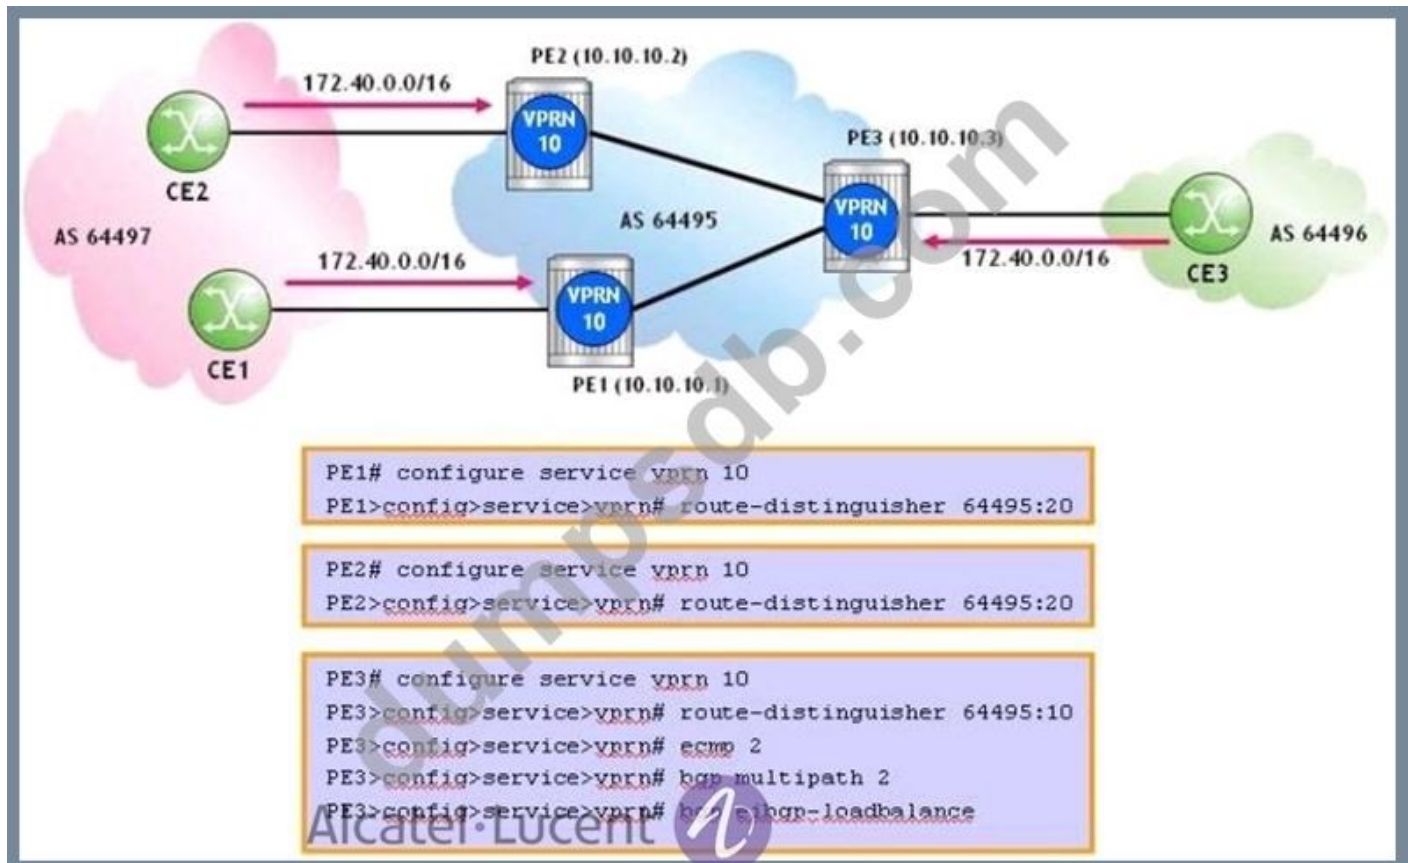 PE2 (10.10.10.2)
172.40.0.0/16
VPRN
10
CE2
PE3 (10.10.10.3)
VPRN
10
AS 64497
AS 64495
AS 64496
172.40.0.0/16
172.40.0.0/16
CE3
VPRN
10
CE1
PE1 (10.10.10.1)
PE1# configure service vprn 10
PE1>config>service>vprn# route-distinguisher 64495:20
PE2# configure service vprn 10
PE2>config>service>vprn# route-distinguisher 64495:20
PE3# configure service vprn 10
PE3>config>service>vprn# route-distinguisher 64495:10
PE3>config>service>vprn# ecmp 2
PE3>config>service>vprn# bgp multipath 2
PE3>config>service>vprn# bgp eibgp-loadbalance
Alcatel·Lucent
dumpsdb.com